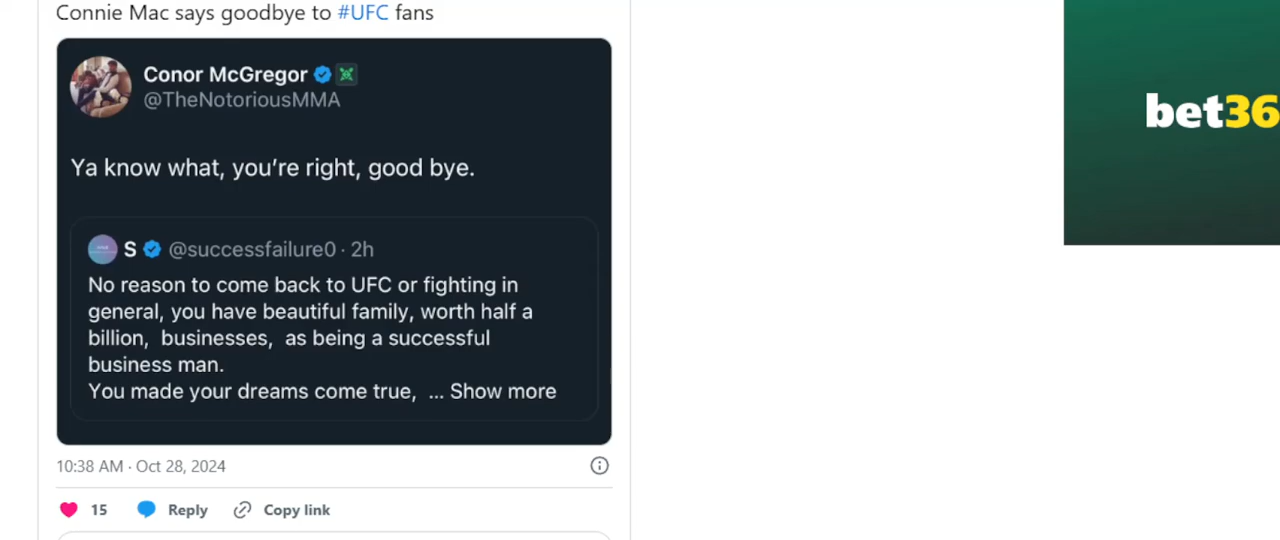 Connie Mac says goodbye to #UFC fans
Conor McGregor
@TheNotoriousMMA
Ya know what, you’re right, good bye.
S @successfailure0 · 2h
No reason to come back to UFC or fighting in
general, you have beautiful family, worth half a
billion, businesses, as being a successful
business man.
You made your dreams come true, ... Show more
10:38 AM · Oct 28, 2024
15 Reply Copy link
bet36